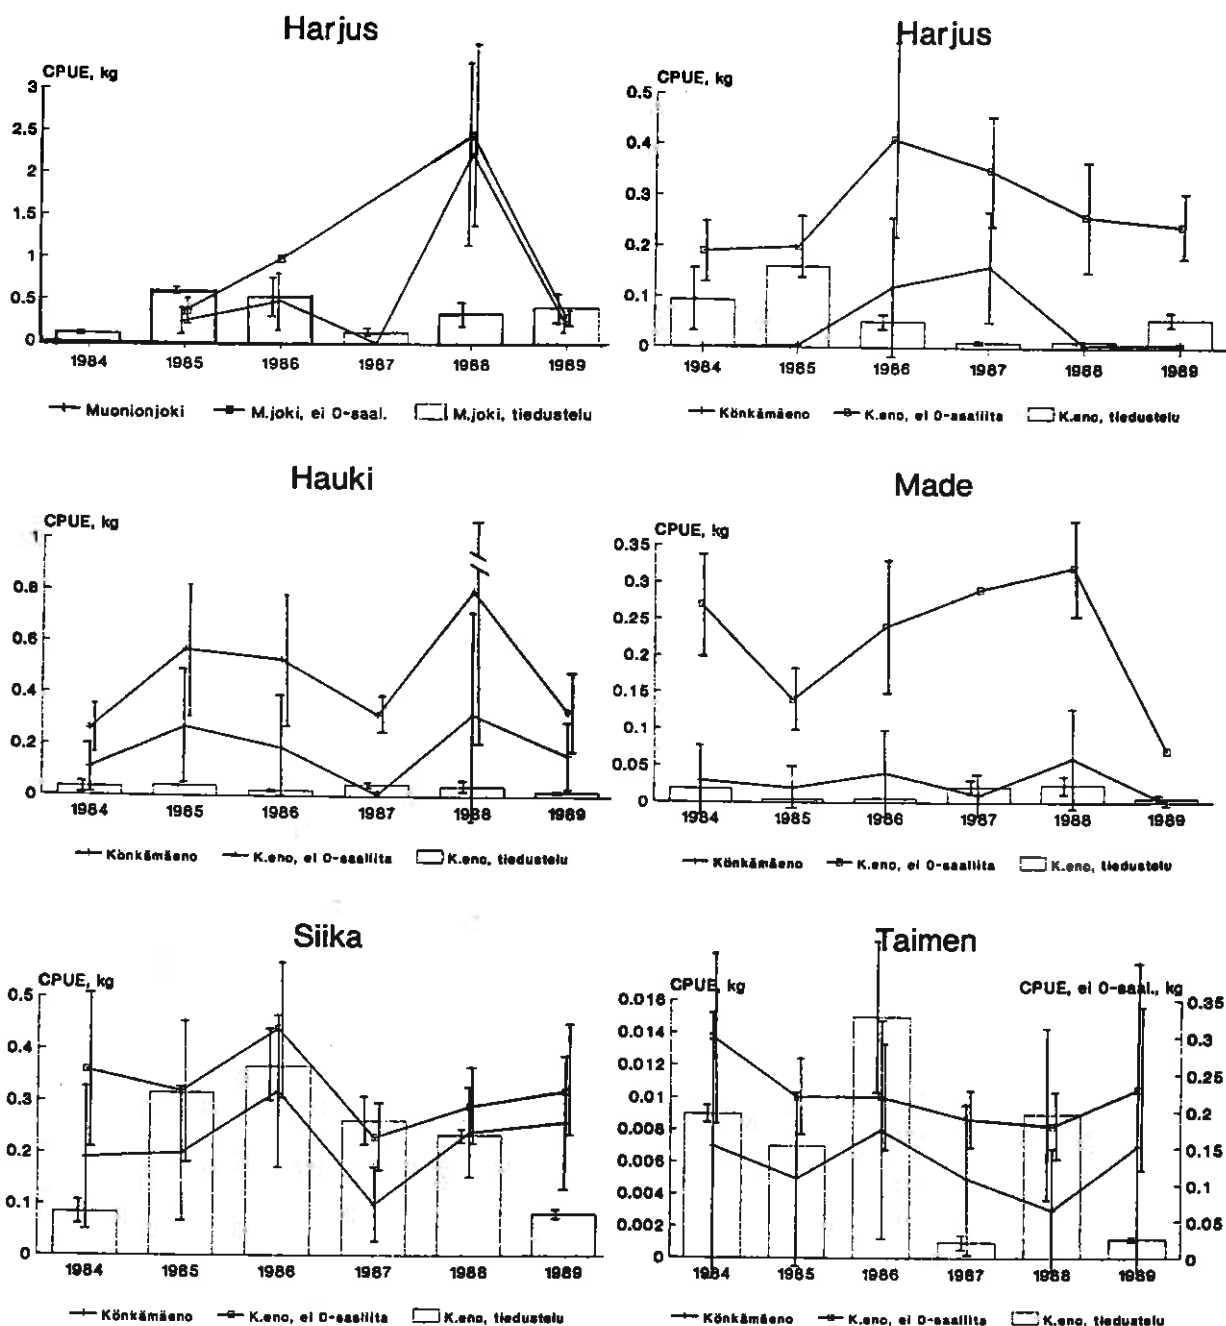 Harjus
CPUE, kg
3
2.5
2
1.5
1
0.5
0
1984 1985 1986 1987 1988 1989
Muonionjoki M.joki, ei 0-saal. M.joki, tiedustelu
Harjus
CPUE, kg
0.5
0.4
0.3
0.2
0.1
0
1984 1985 1986 1987 1988 1989
Könkämäeno K.eno, ei 0-saaliita K.eno, tiedustelu
Hauki
CPUE, kg
1
0.8
0.6
0.4
0.2
0
1984 1985 1986 1987 1988 1989
Könkämäeno K.eno, ei 0-saaliita K.eno, tiedustelu
Made
CPUE, kg
0.35
0.3
0.25
0.2
0.15
0.1
0.05
0
1984 1985 1986 1987 1988 1989
Könkämäeno K.eno, ei 0-saaliita K.eno, tiedustelu
Siika
CPUE, kg
0.5
0.4
0.3
0.2
0.1
0
1984 1985 1986 1987 1988 1989
Könkämäeno K.eno, ei 0-saaliita K.eno, tiedustelu
Taimen
CPUE, kg CPUE, ei 0-saal., kg
0.016 0.35
0.014 0.3
0.012 0.25
0.010 0.2
0.008 0.15
0.006 0.1
0.004 0.05
0.002 0
0
1984 1985 1986 1987 1988 1989
Könkämäeno K.eno, ei 0-saaliita K.eno, tiedustelu